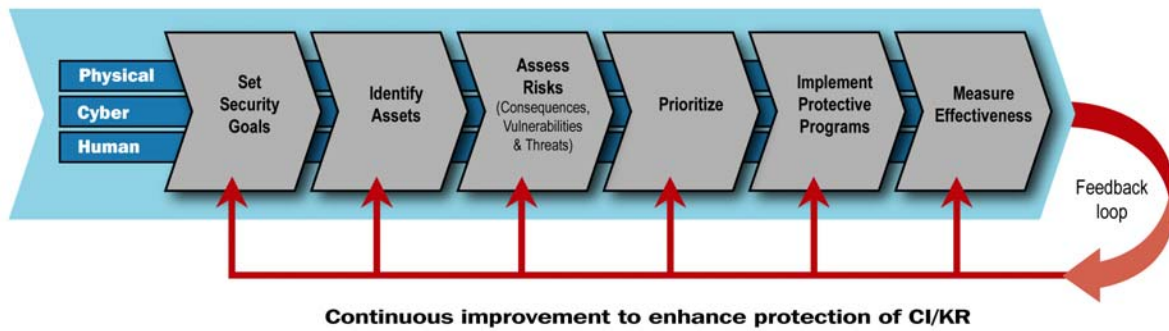 Physical
Cyber
Human
Set
Security
Goals
Identify
Assets
Assess
Risks
(Consequences,
Vulnerabilities
& Threats)
Prioritize
Implement
Protective
Programs
Measure
Effectiveness
Feedback
loop
Continuous improvement to enhance protection of CI/KR